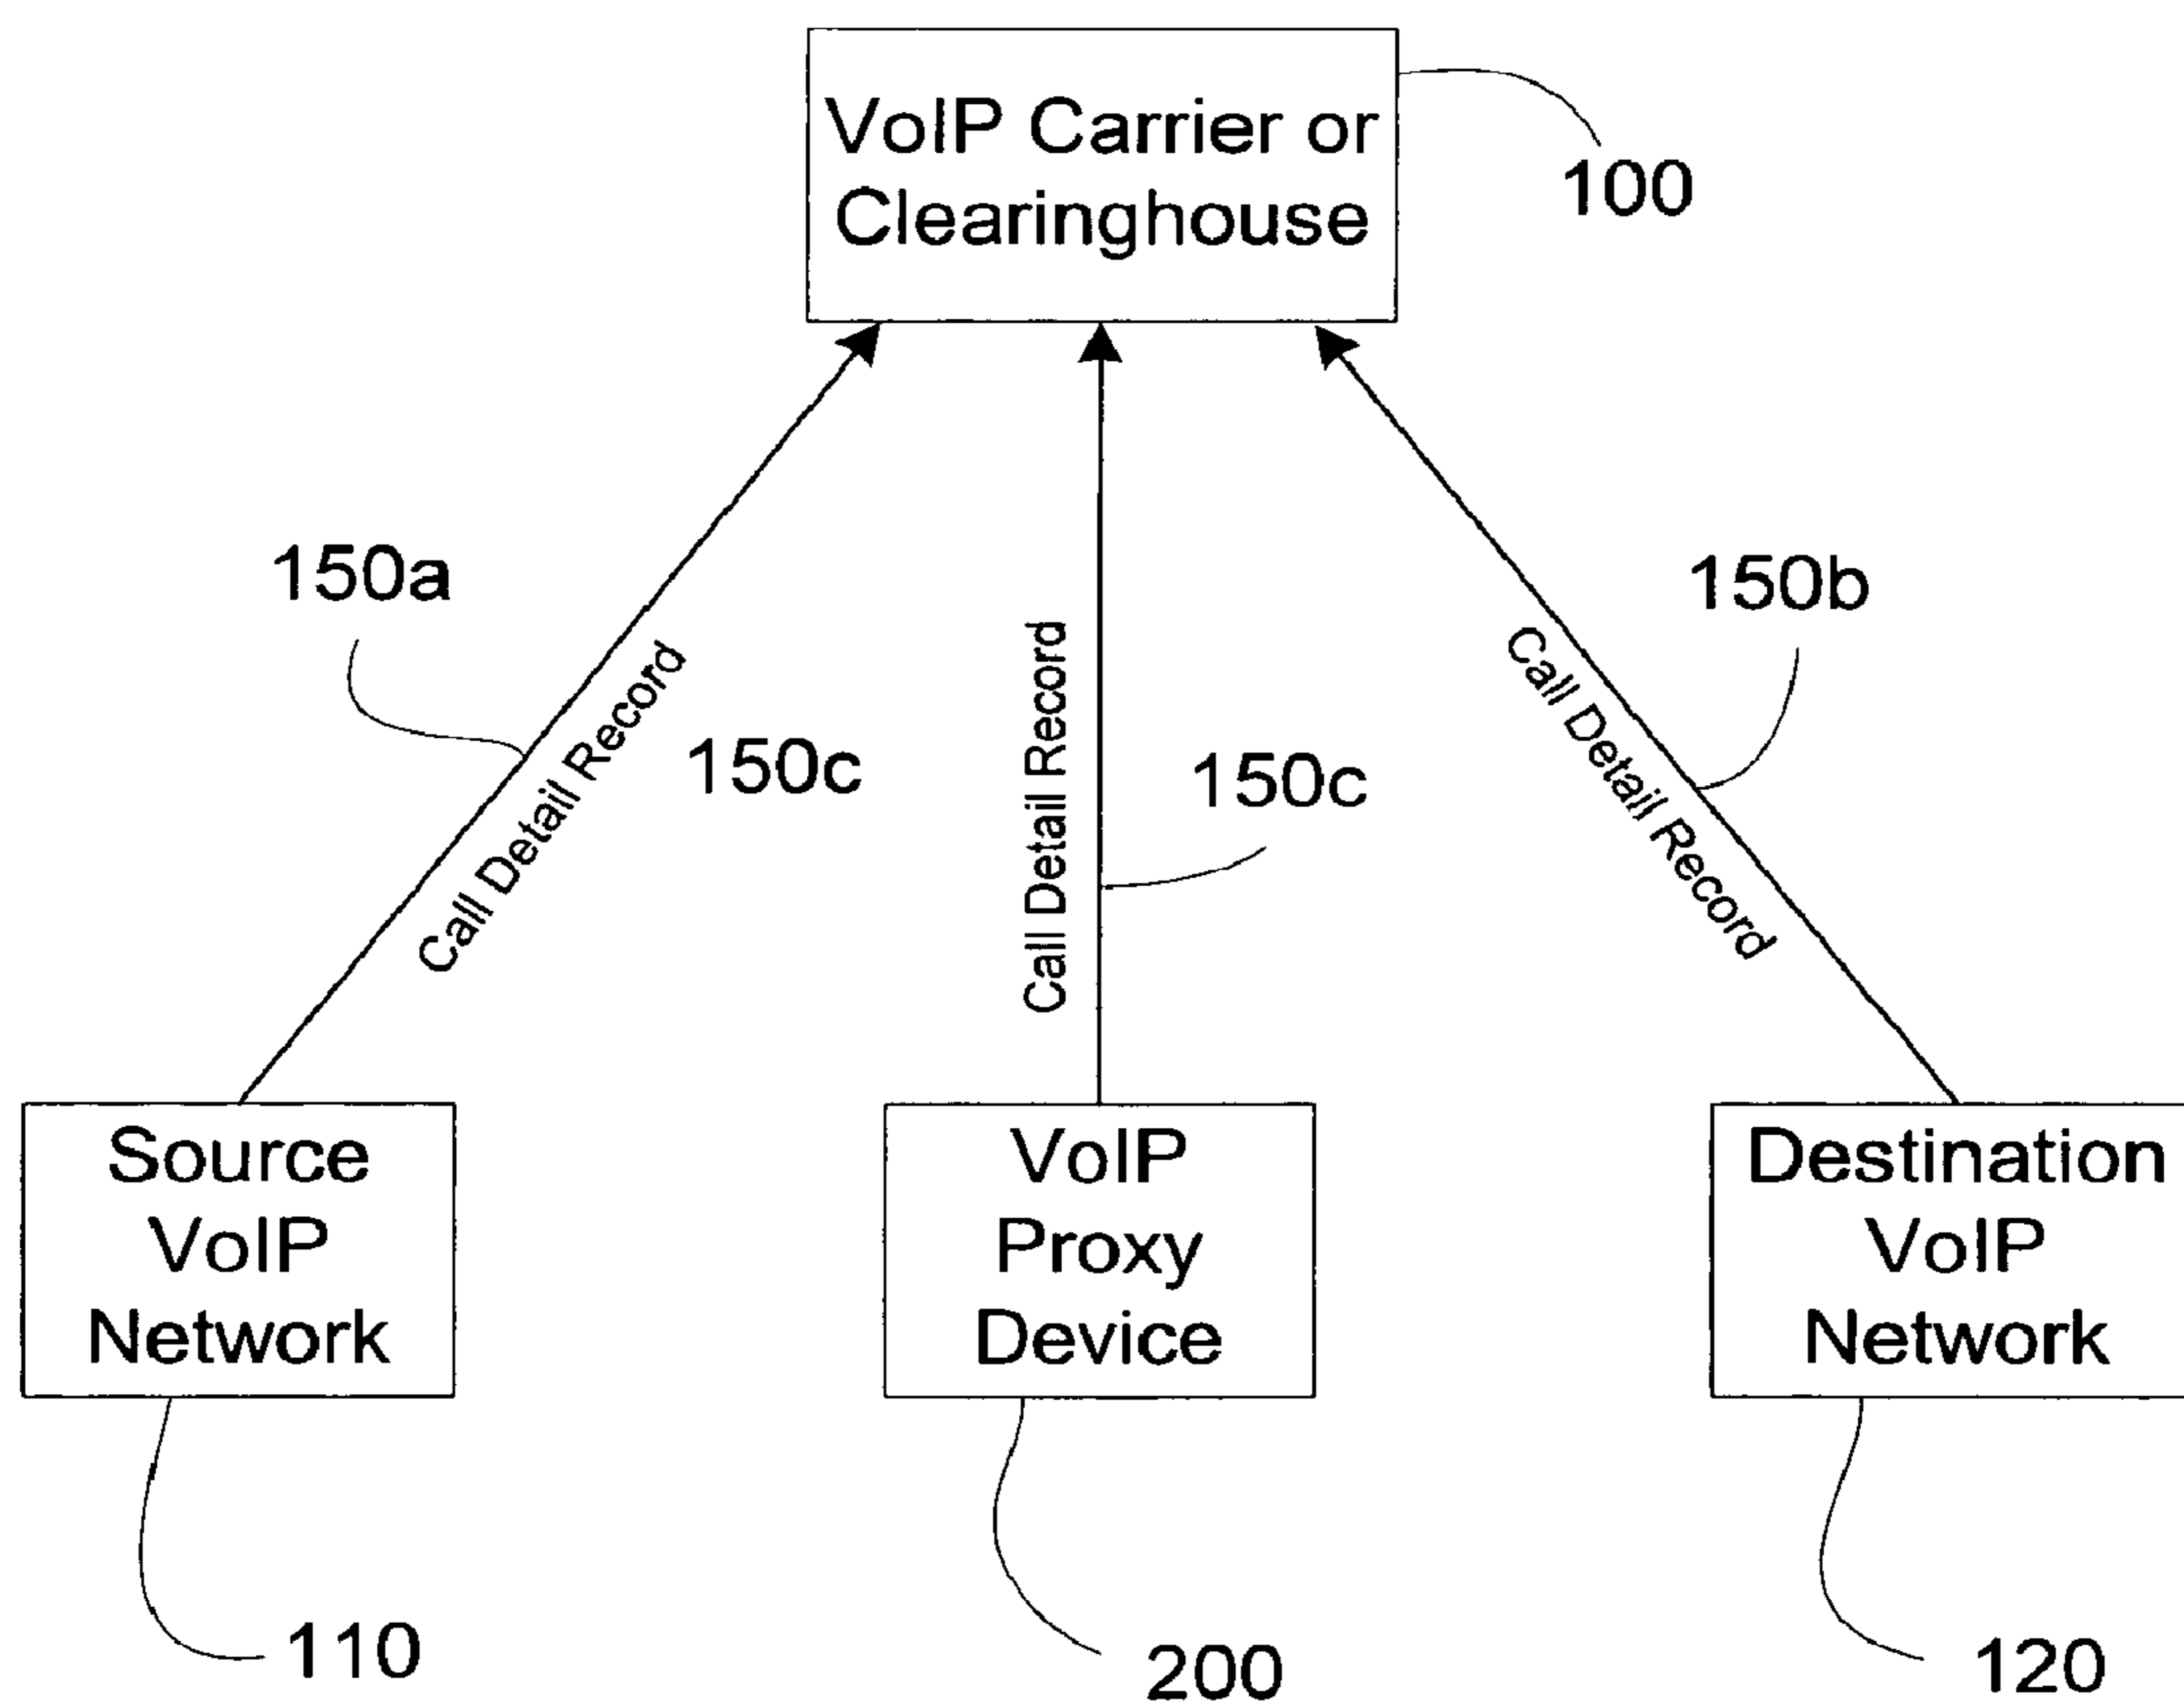 VoIP Carrier or
Clearinghouse
100
150a
150b
Call Detail Record
150c
Call Detail Record
150c
Call Detail Record
Source
VoIP
Network
VoIP
Proxy
Device
Destination
VoIP
Network
110
200
120